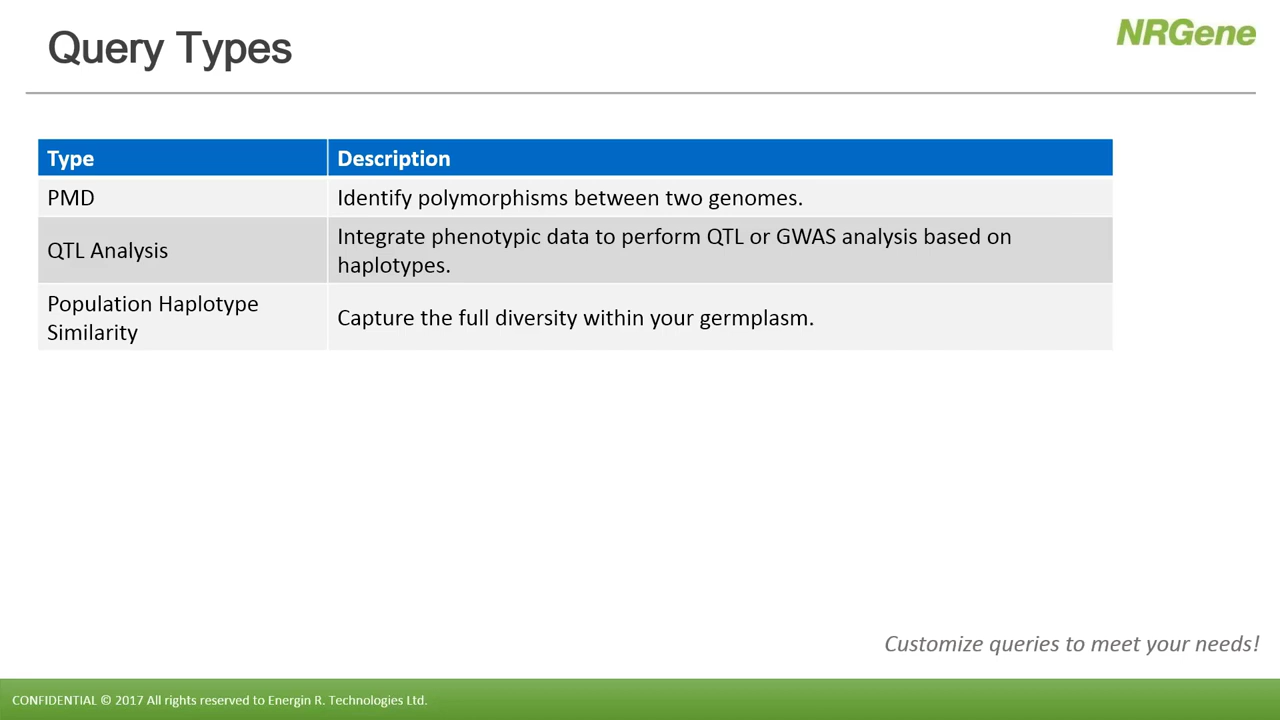 Query Types
NRGene
Type
Description
PMD
Identify polymorphisms between two genomes.
QTL Analysis
Integrate phenotypic data to perform QTL or GWAS analysis based on
haplotypes.
Population Haplotype
Similarity
Capture the full diversity within your germplasm.
Customize queries to meet your needs!
CONFIDENTIAL © 2017 All rights reserved to Energin R. Technologies Ltd.